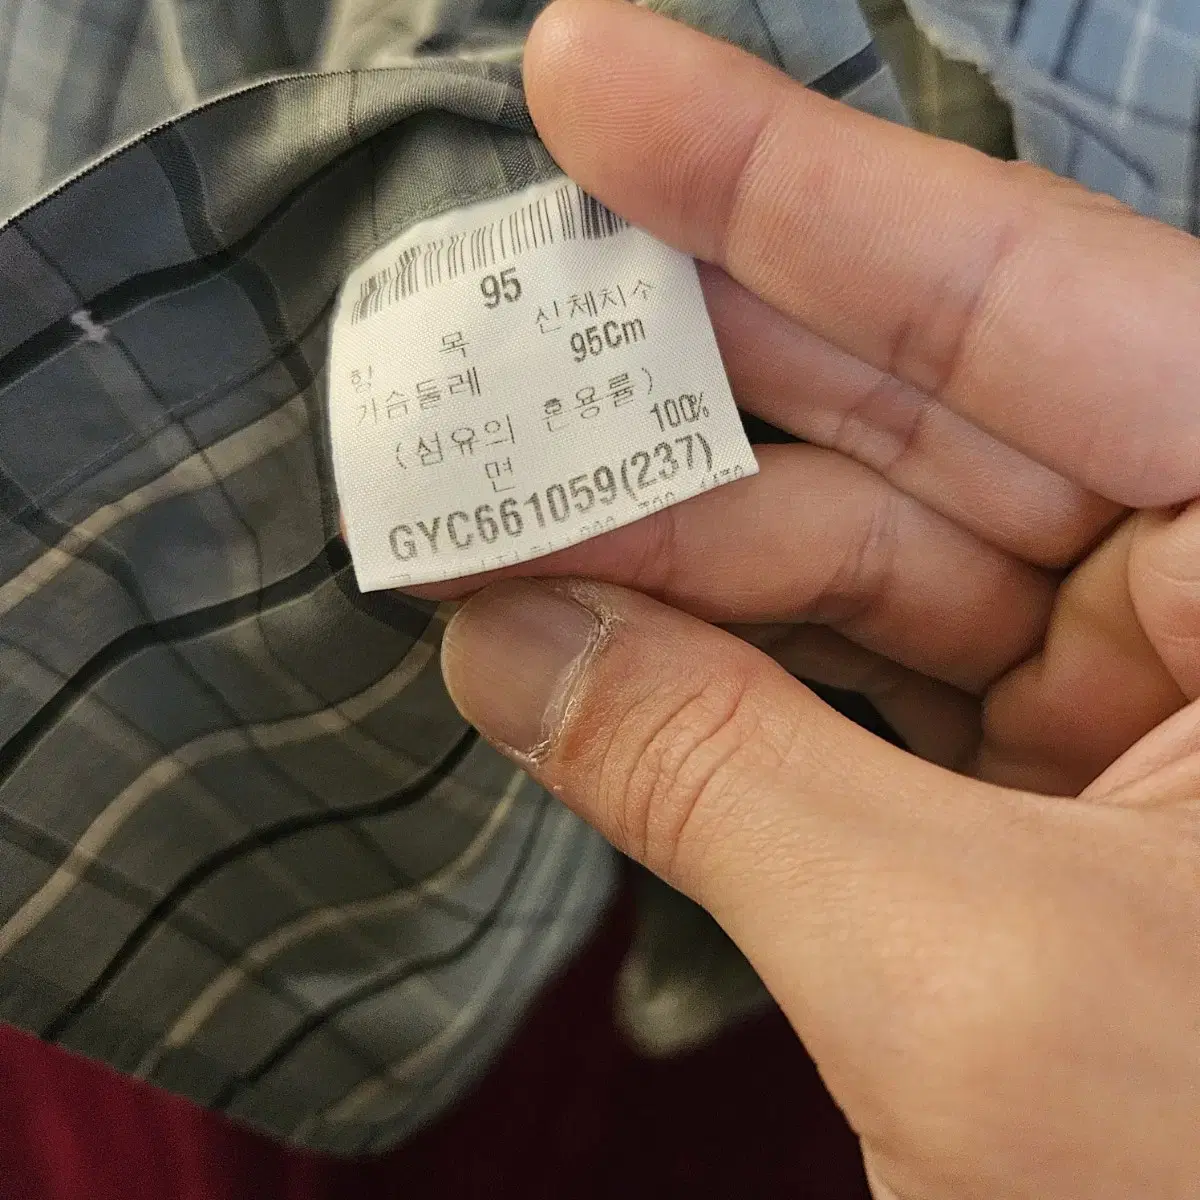 95
항 목 신체치수
가슴둘레 95Cm
(섬유의 혼용률)
면 100%
GYC661059(237)